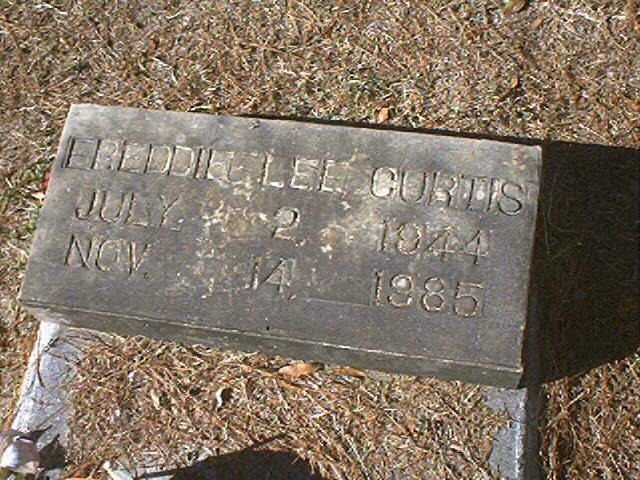 FREDDIE LEE CURTIS
JULY. 2, 1944
NOV. 14, 1985